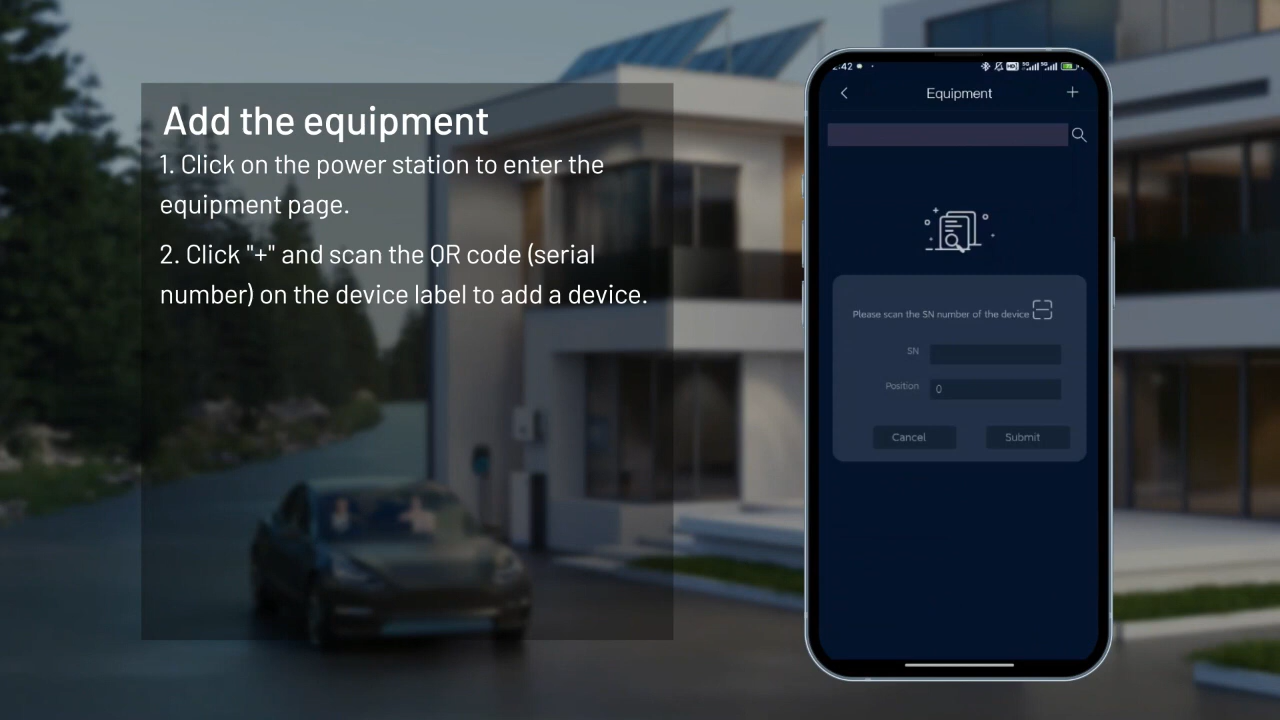 Add the equipment
1. Click on the power station to enter the
equipment page.
2. Click "+" and scan the QR code (serial
number) on the device label to add a device.
Equipment
Please scan the SN number of the device
SN
Position
0
Cancel
Submit